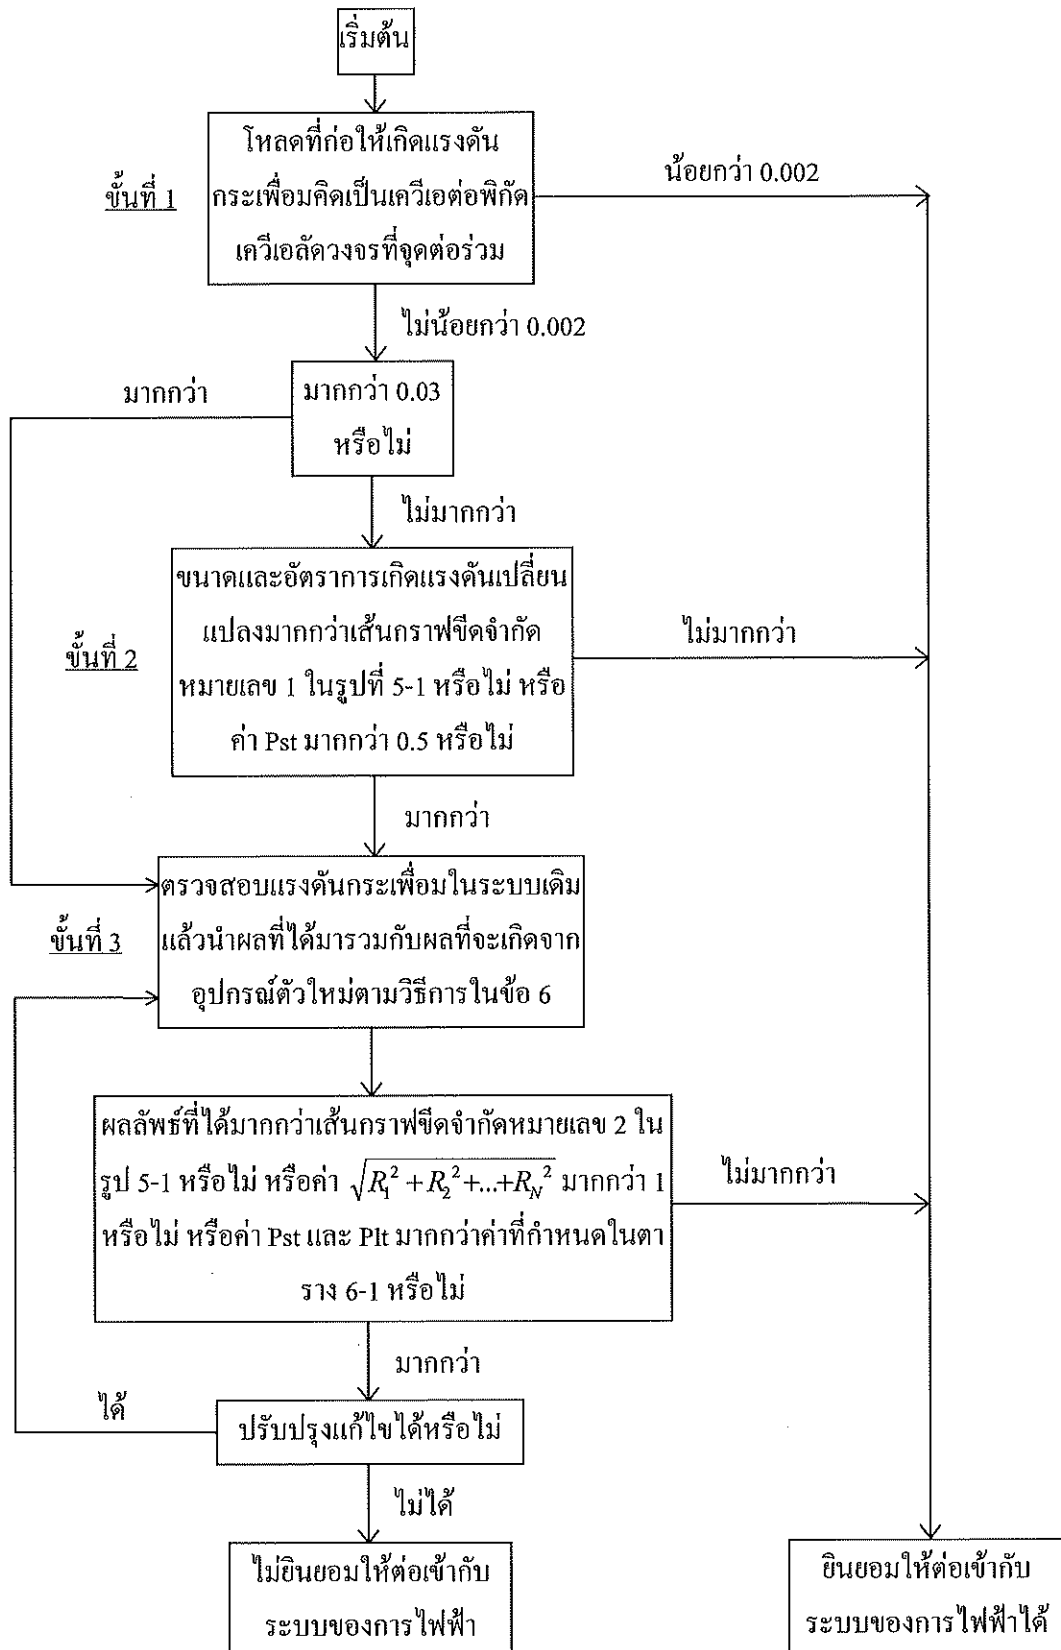 เริ่มต้น
โหลดที่ก่อให้เกิดแรงดัน
กระเพื่อมคิดเป็นเควีเอต่อพิกัด
เควีเอลัดวงจรที่จุดต่อร่วม
ขั้นที่ 1
น้อยกว่า 0.002
ไม่น้อยกว่า 0.002
มากกว่า 0.03
หรือไม่
มากกว่า
ไม่มากกว่า
ขนาดและอัตราการเกิดแรงดันเปลี่ยน
แปลงมากกว่าเส้นกราฟขีดจำกัด
หมายเลข 1 ในรูปที่ 5-1 หรือไม่ หรือ
ค่า Pst มากกว่า 0.5 หรือไม่
ขั้นที่ 2
ไม่มากกว่า
มากกว่า
ตรวจสอบแรงดันกระเพื่อมในระบบเดิม
แล้วนำผลที่ได้มารวมกับผลที่จะเกิดจาก
อุปกรณ์ตัวใหม่ตามวิธีการในข้อ 6
ขั้นที่ 3
ผลลัพธ์ที่ได้มากกว่าเส้นกราฟขีดจำกัดหมายเลข 2 ใน
รูป 5-1 หรือไม่ หรือค่า √(R₁² + R₂² +...+ R_N²) มากกว่า 1
หรือไม่ หรือค่า Pst และ Plt มากกว่าค่าที่กำหนดในตา
ราง 6-1 หรือไม่
ไม่มากกว่า
มากกว่า
ปรับปรุงแก้ไขได้หรือไม่
ได้
ไม่ได้
ไม่ยินยอมให้ต่อเข้ากับ
ระบบของการไฟฟ้า
ยินยอมให้ต่อเข้ากับ
ระบบของการไฟฟ้าได้